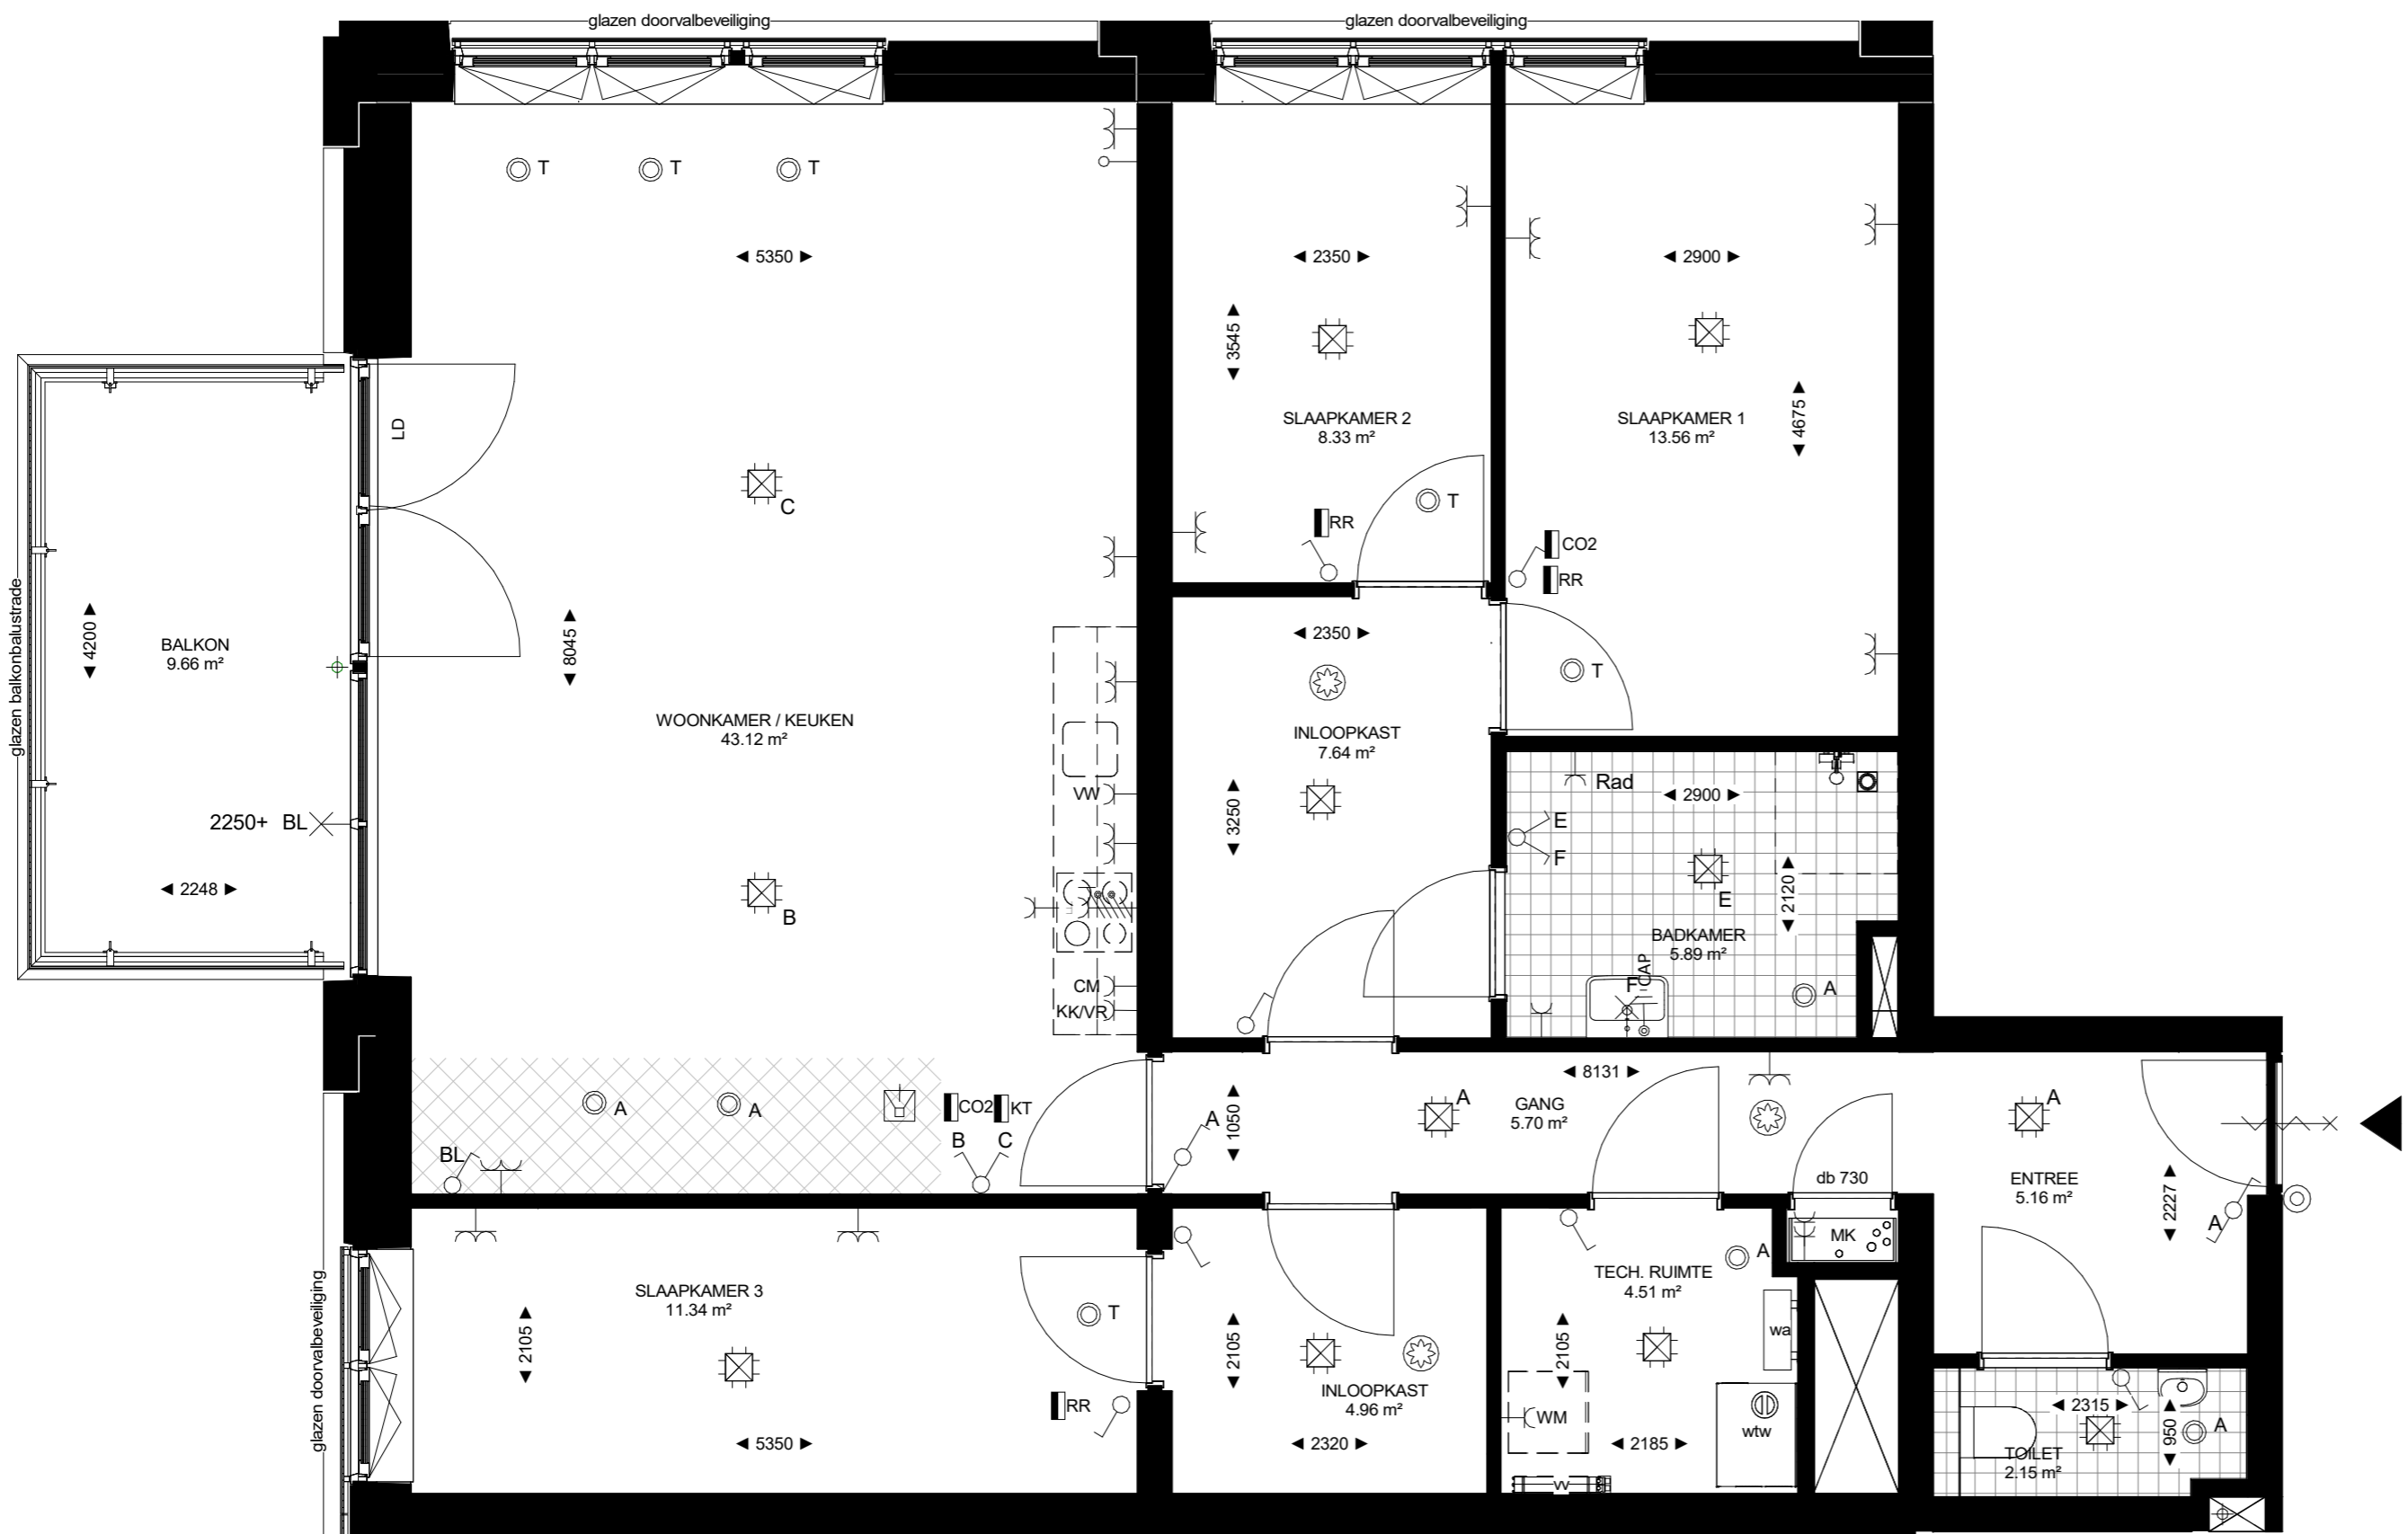 glazen doorvalbeveiliging
glazen doorvalbeveiliging
T
T
T
◄ 5350 ►
◄ 2350 ►
◄ 2900 ►
◄ 3545 ►
◄ 4675 ►
SLAAPKAMER 2
8.33 m²
SLAAPKAMER 1
13.56 m²
LD
C
T
RR
CO2
RR
glazen balkonbalustrade
◄ 4200 ►
BALKON
9.66 m²
◄ 8045 ►
WOONKAMER / KEUKEN
43.12 m²
◄ 2350 ►
T
INLOOPKAST
7.64 m²
◄ 3250 ►
Rad
◄ 2900 ►
VW
2250+ BL
E
F
◄ 2248 ►
B
E
◄ 2120 ►
BADKAMER
5.89 m²
CAP
F
A
CM
KK/VR
A
A
CO2
KT
B
C
BL
A
◄ 1050 ►
A
◄ 8131 ►
GANG
5.70 m²
A
db 730
ENTREE
5.16 m²
◄ 2227 ►
A
MK
glazen doorvalbeveiliging
SLAAPKAMER 3
11.34 m²
◄ 2105 ►
T
RR
◄ 5350 ►
◄ 2105 ►
INLOOPKAST
4.96 m²
◄ 2320 ►
TECH. RUIMTE
4.51 m²
A
◄ 2105 ►
wa
WM
◄ 2185 ►
wtw
VV
◄ 2315 ►
◄ 950 ►
A
TOILET
2.15 m²